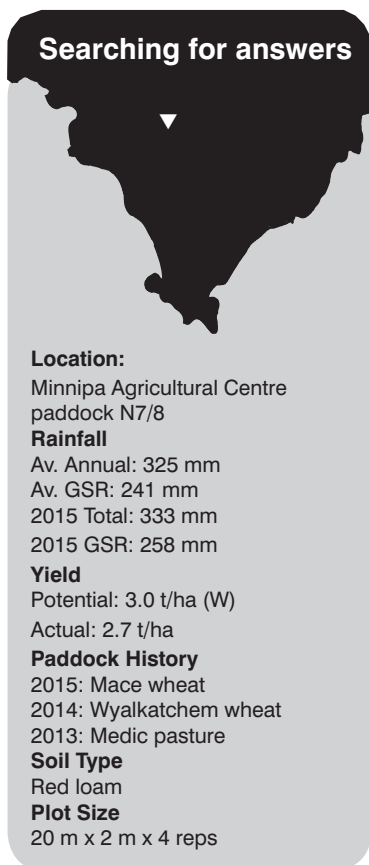 Searching for answers
Location:
Minnipa Agricultural Centre
paddock N7/8
Rainfall
Av. Annual: 325 mm
Av. GSR: 241 mm
2015 Total: 333 mm
2015 GSR: 258 mm
Yield
Potential: 3.0 t/ha (W)
Actual: 2.7 t/ha
Paddock History
2015: Mace wheat
2014: Wyalkatchem wheat
2013: Medic pasture
Soil Type
Red loam
Plot Size
20 m x 2 m x 4 reps